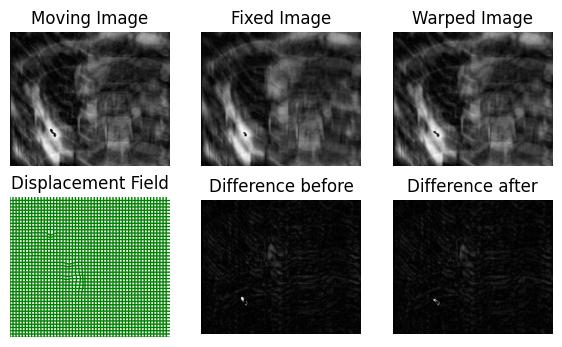 Moving Image
Fixed Image
Warped Image
Displacement Field
Difference before
Difference after